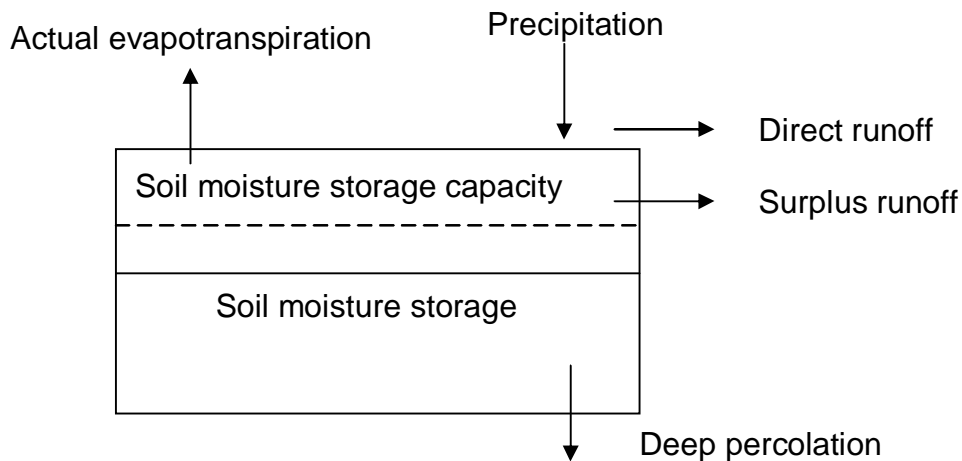 Precipitation
Actual evapotranspiration
Direct runoff
Soil moisture storage capacity
Surplus runoff
Soil moisture storage
Deep percolation